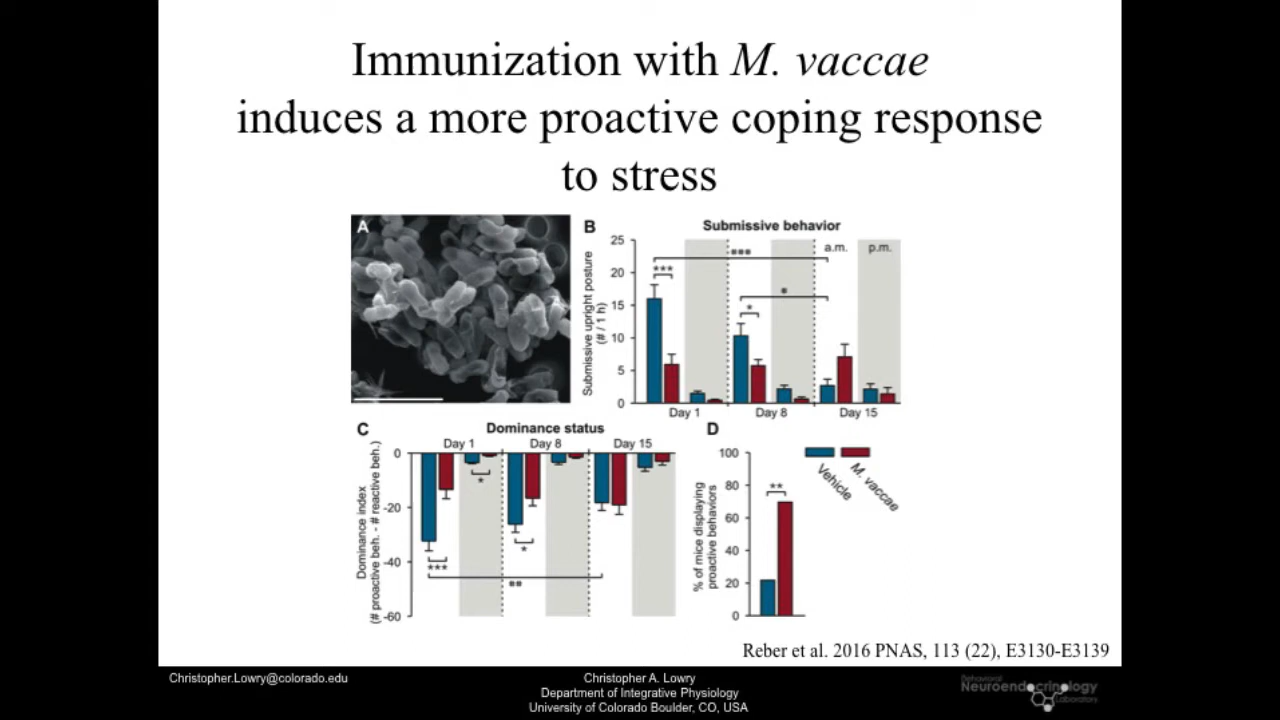 Immunization with M. vaccae
induces a more proactive coping response
to stress
A
B
Submissive behavior
Submissive upright posture
(# / 1 h)
25
20
15
10
5
0
a.m.
p.m.
***
***
*
*
Day 1
Day 8
Day 15
C
Dominance status
Day 1
Day 8
Day 15
Dominance index
(# proactive beh. - # reactive beh.)
0
-20
-40
-60
*
*
***
**
D
% of mice displaying
proactive behaviors
100
80
60
40
20
0
**
Vehicle
M. vaccae
Reber et al. 2016 PNAS, 113 (22), E3130-E3139
Christopher.Lowry@colorado.edu
Christopher A. Lowry
Department of Integrative Physiology
University of Colorado Boulder, CO, USA
Behavioral
Neuroendocrinology
Laboratory